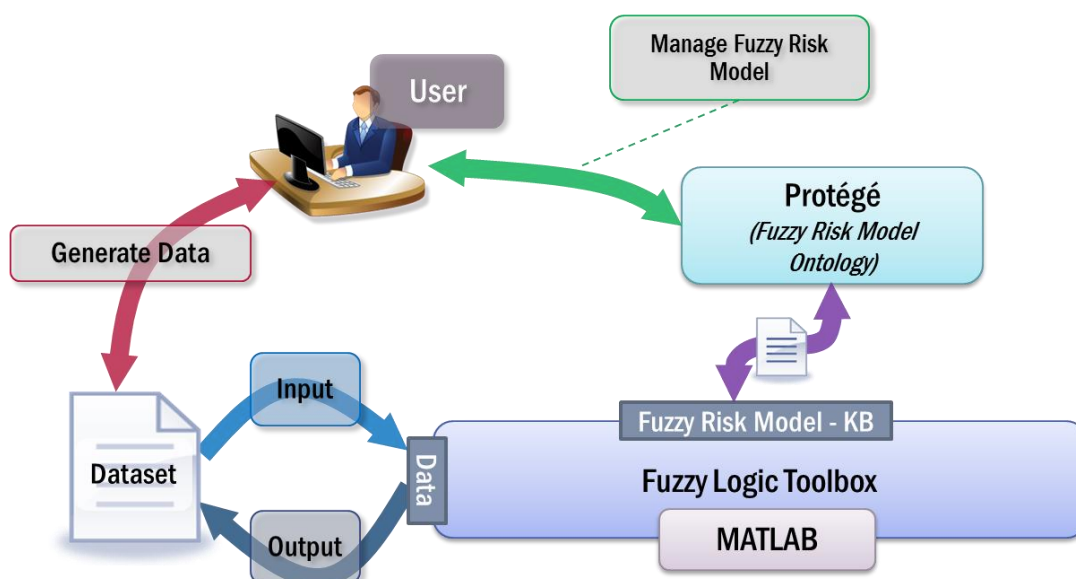 Manage Fuzzy Risk
Model
User
Protégé
(Fuzzy Risk Model
Ontology)
Generate Data
Input
Fuzzy Risk Model - KB
Dataset
Data
Fuzzy Logic Toolbox
Output
MATLAB